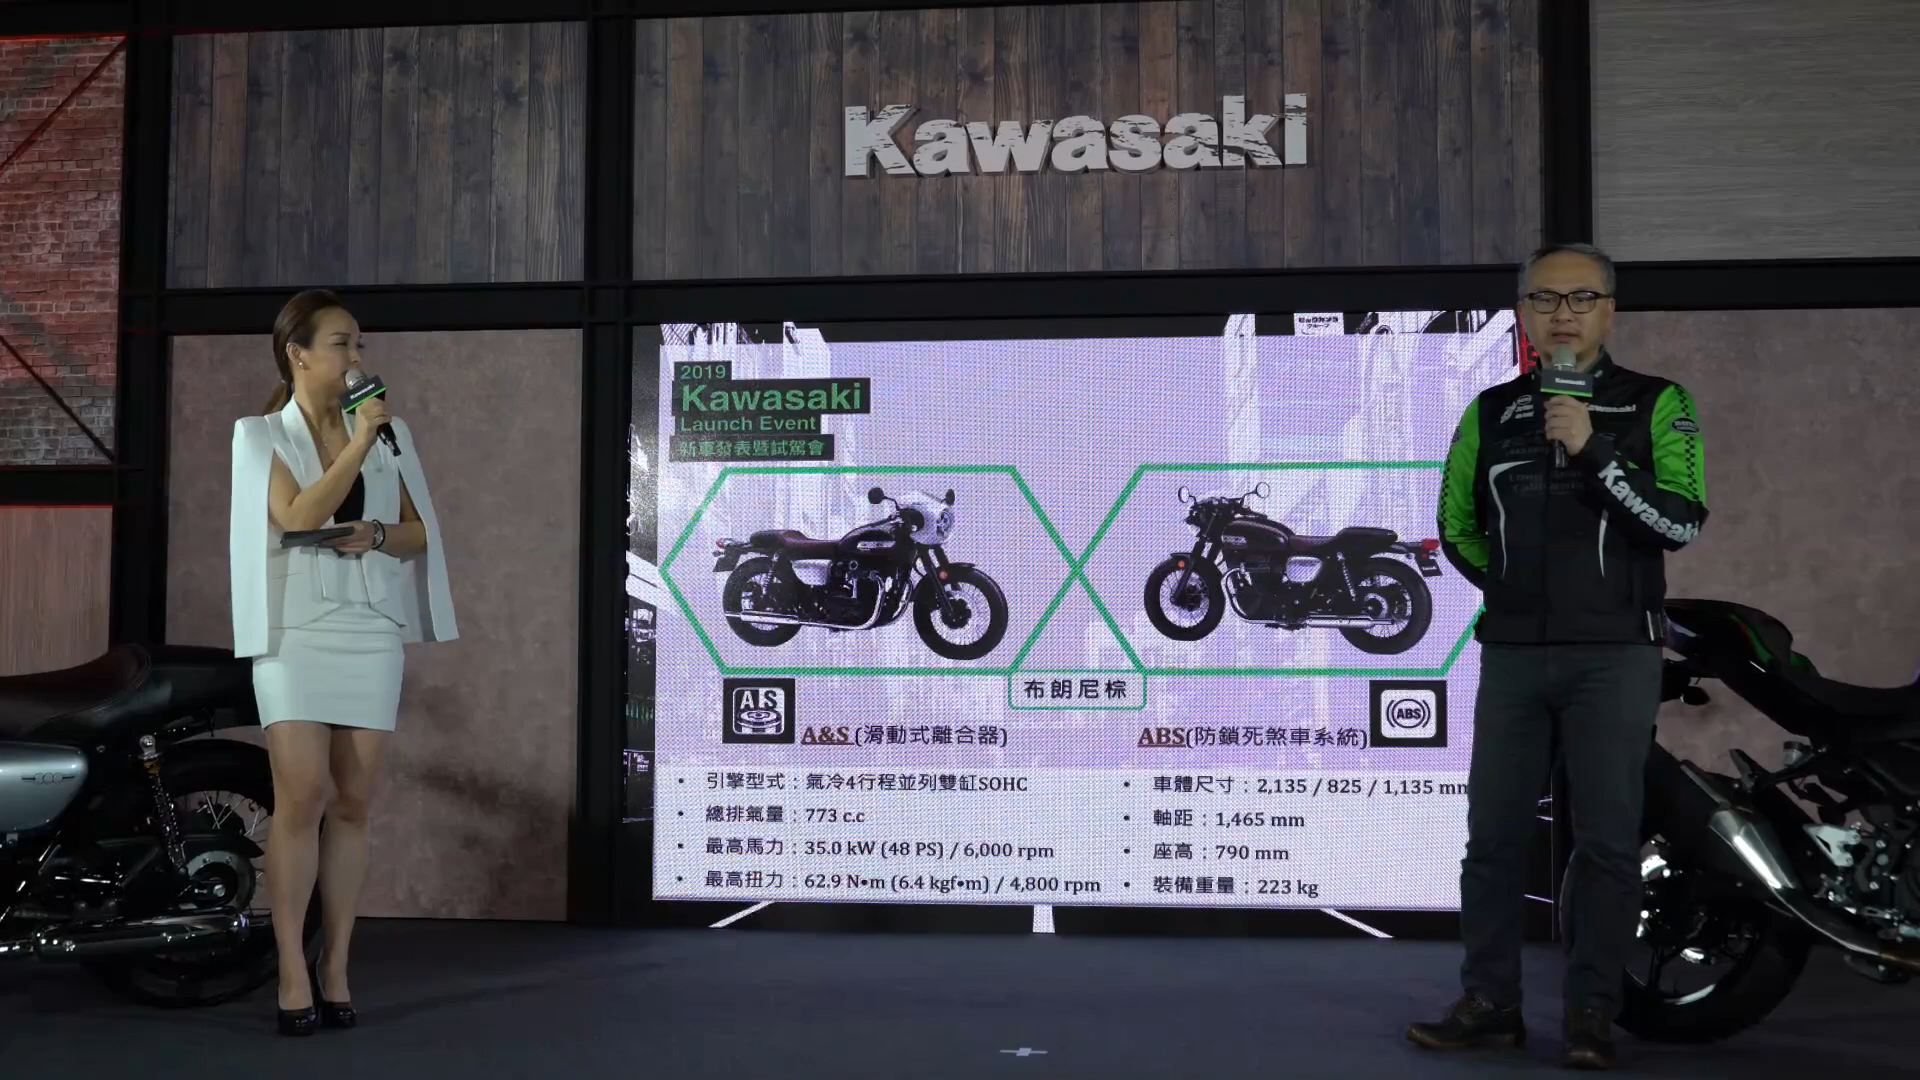 Kawasaki
2019
Kawasaki
Launch Event
新車發表暨試駕會
布朗尼棕
A&S
A&S (滑動式離合器)
ABS(防鎖死煞車系統)
ABS
• 引擎型式：氣冷4行程並列雙缸SOHC
• 總排氣量：773 c.c
• 最高馬力：35.0 kW (48 PS) / 6,000 rpm
• 最高扭力：62.9 N•m (6.4 kgf•m) / 4,800 rpm
• 車體尺寸：2,135 / 825 / 1,135 mm
• 軸距：1,465 mm
• 座高：790 mm
• 裝備重量：223 kg
Kawasaki
Kawasaki
Kawasaki
Kawasaki